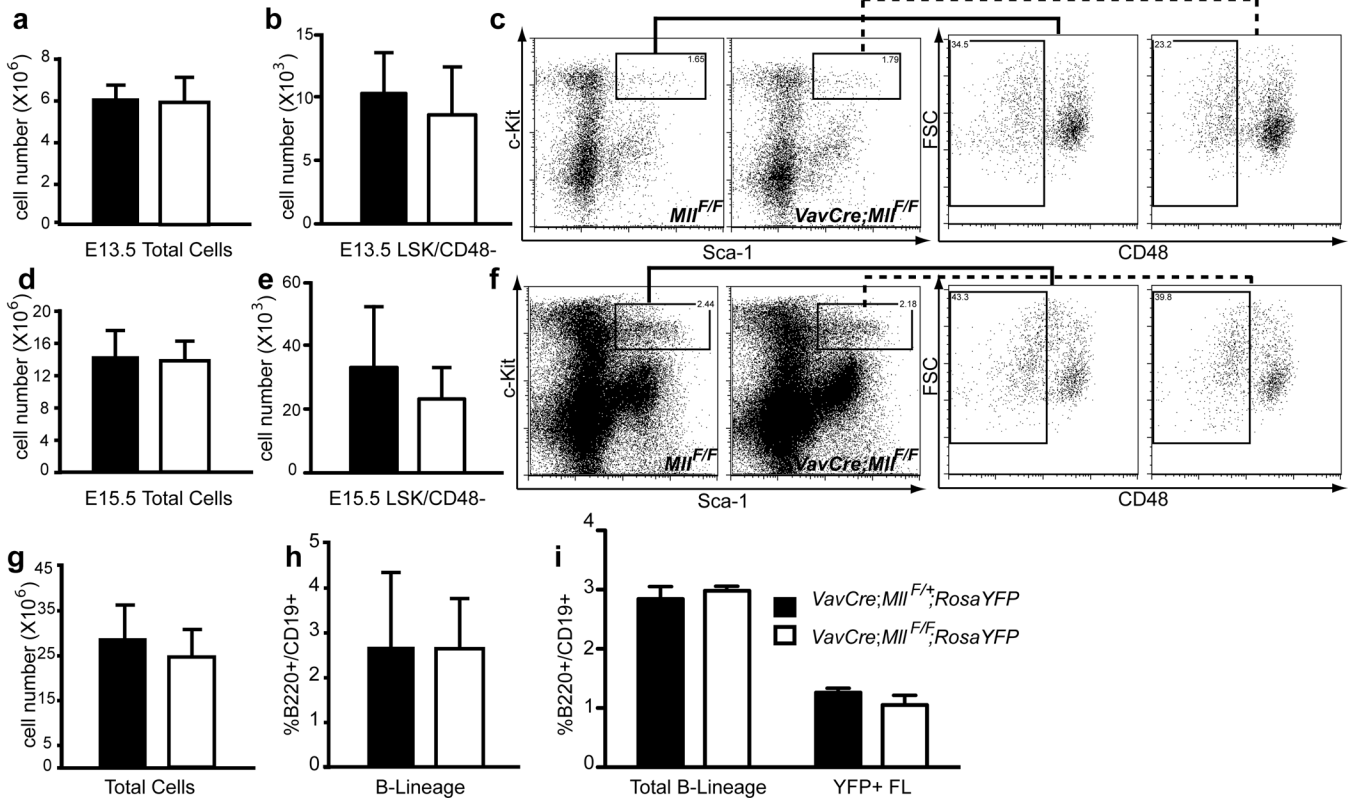 a
cell number (X10^6)
8
6
4
2
0
E13.5 Total Cells
b
cell number (X10^3)
15
10
5
0
E13.5 LSK/CD48-
c
c-Kit
1.65
Mll^F/F
1.79
VavCre;Mll^F/F
Sca-1
FSC
34.5
23.2
CD48
d
cell number (X10^6)
20
16
12
8
4
0
E15.5 Total Cells
e
cell number (X10^3)
60
40
20
0
E15.5 LSK/CD48-
f
c-Kit
2.44
Mll^F/F
2.18
VavCre;Mll^F/F
Sca-1
FSC
43.3
39.8
CD48
g
cell number (X10^6)
45
35
25
15
5
0
Total Cells
h
%B220+/CD19+
5
4
3
2
1
0
B-Lineage
i
%B220+/CD19+
4
3
2
1
0
Total B-Lineage
YFP+ FL
VavCre;Mll^F/+;RosaYFP
VavCre;Mll^F/F;RosaYFP